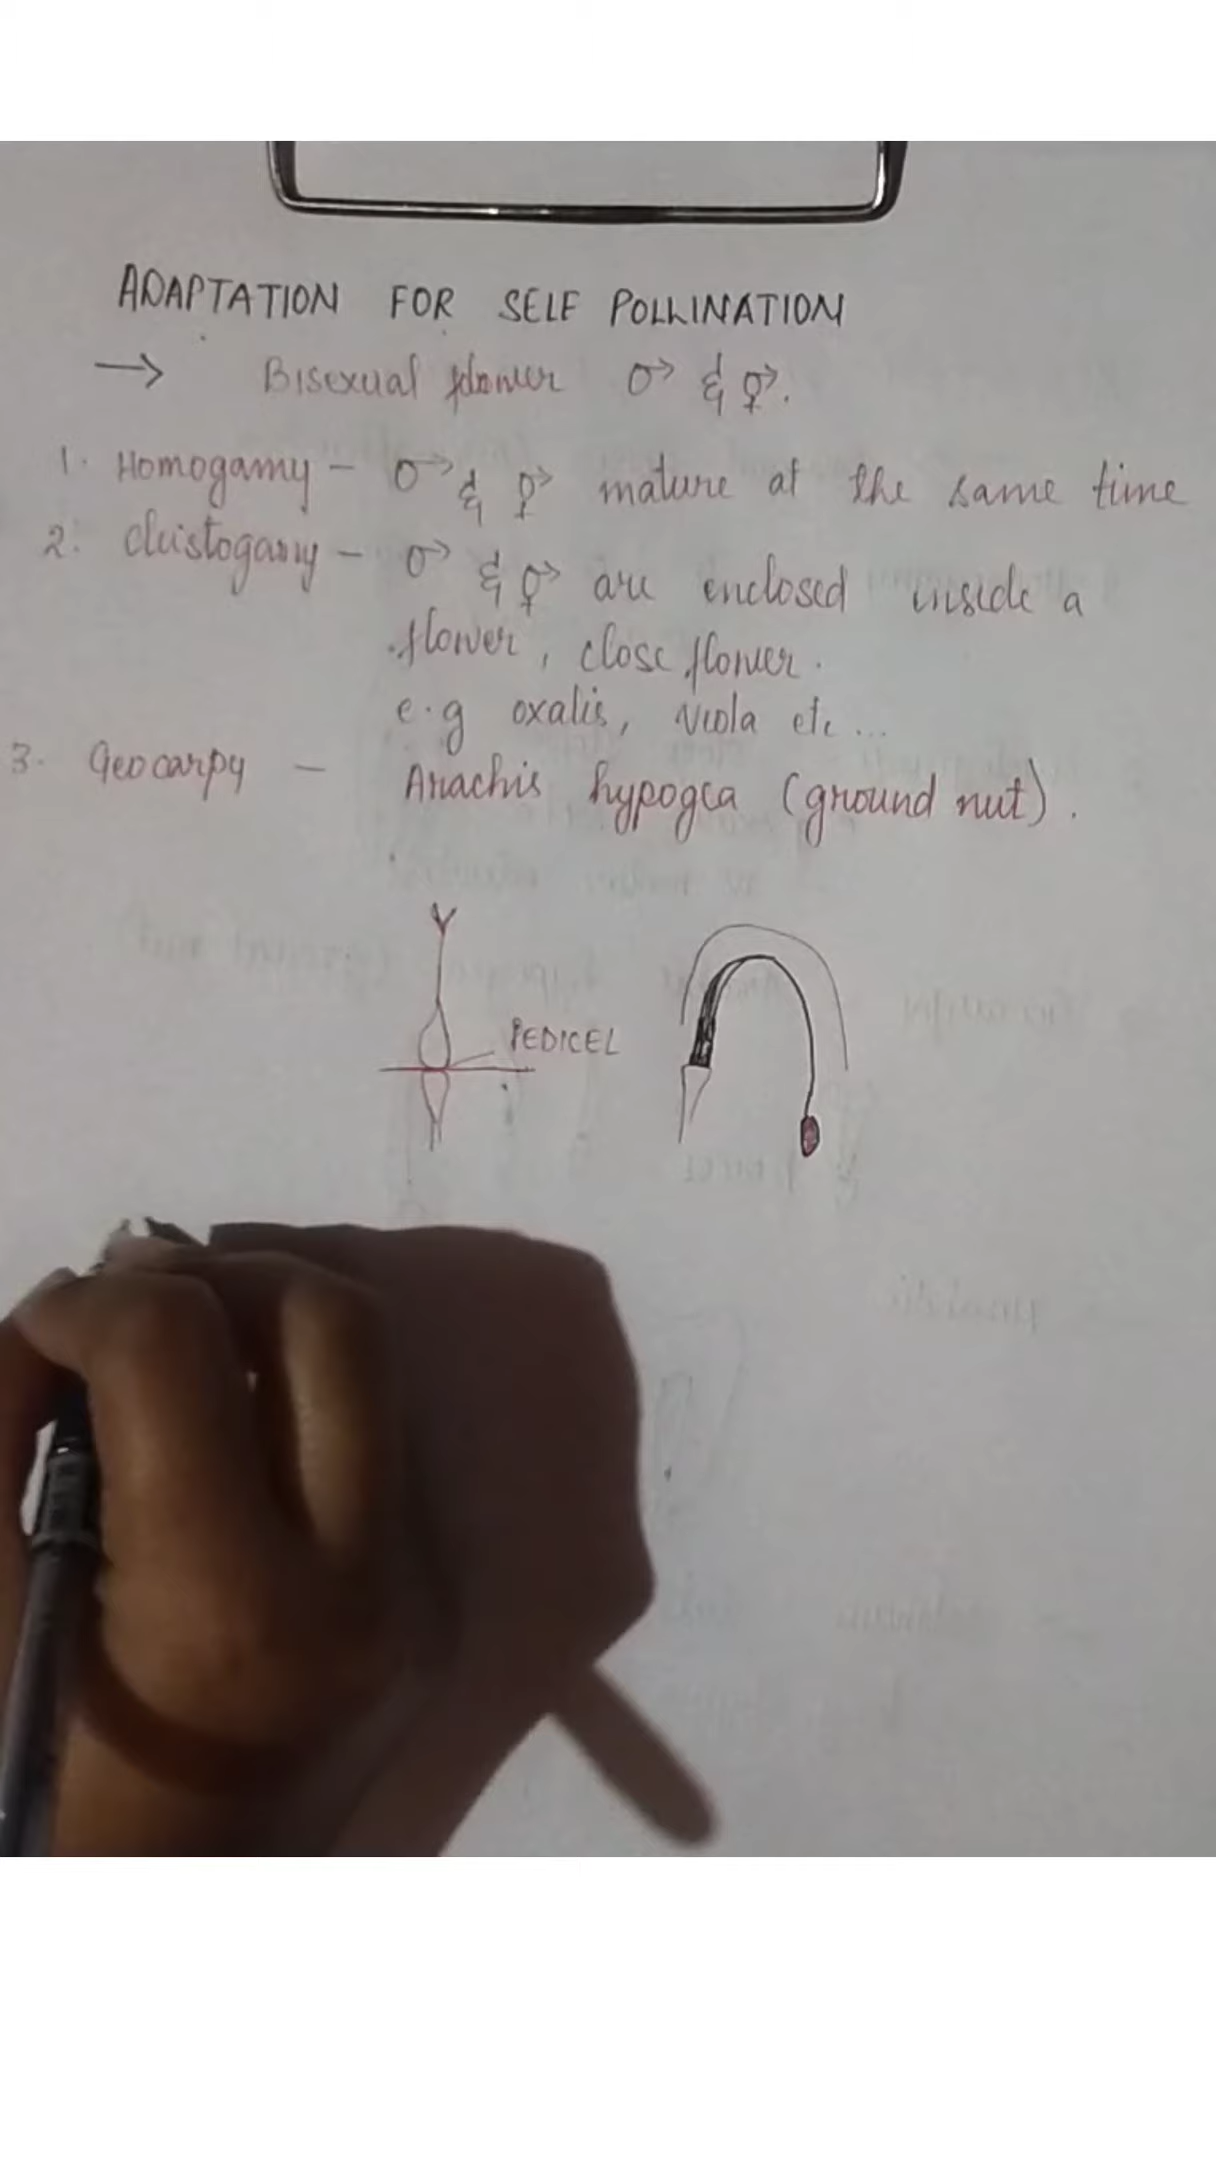 ADAPTATION FOR SELF POLLINATION
→ Bisexual flower ♂ & ⚥.
1. Homogamy - ♂ & ⚥ mature at the same time
2. Cleistogamy - ♂ & ⚥ are enclosed inside a
flower, close flower.
e.g oxalis, viola etc...
3. Geocarpy - Arachis hypogea (ground nut).
PEDICEL